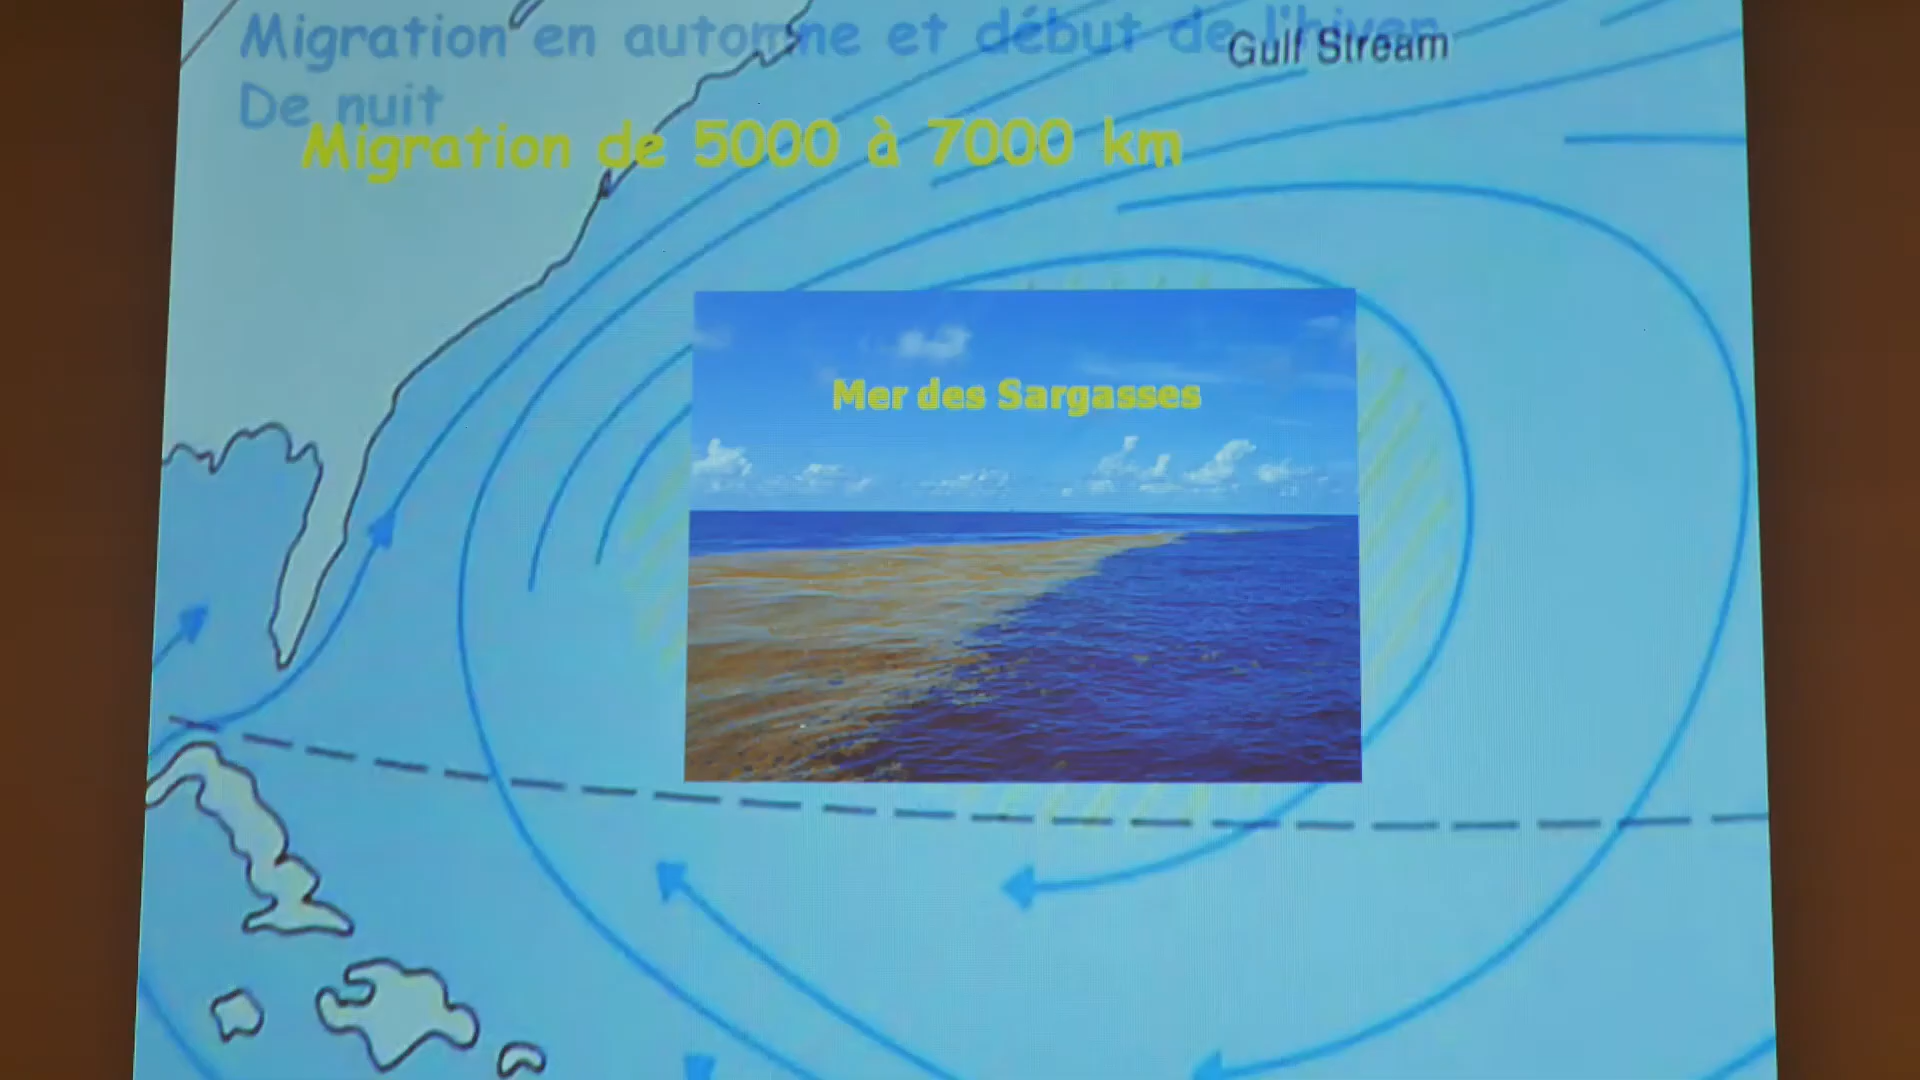 Migration en automne et début de l'hiver
Gulf Stream
De nuit
Migration de 5000 à 7000 km
Mer des Sargasses